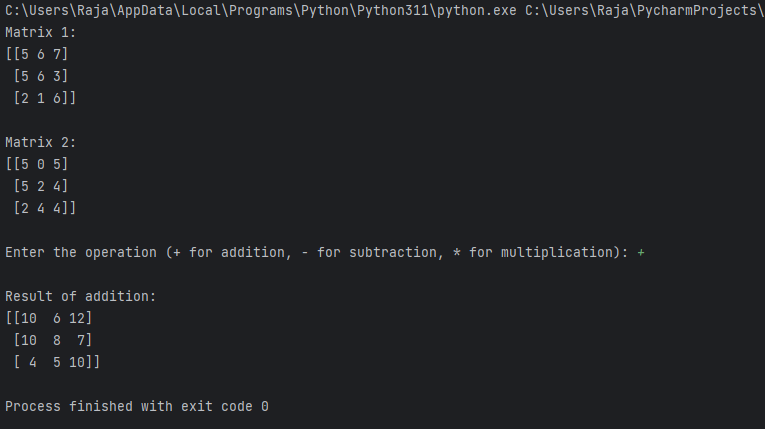 C:\Users\Raja\AppData\Local\Programs\Python\Python311\python.exe C:\Users\Raja\PycharmProjects\
Matrix 1:
[[5 6 7]
 [5 6 3]
 [2 1 6]]

Matrix 2:
[[5 0 5]
 [5 2 4]
 [2 4 4]]

Enter the operation (+ for addition, - for subtraction, * for multiplication): +

Result of addition:
[[10  6 12]
 [10  8  7]
 [ 4  5 10]]

Process finished with exit code 0